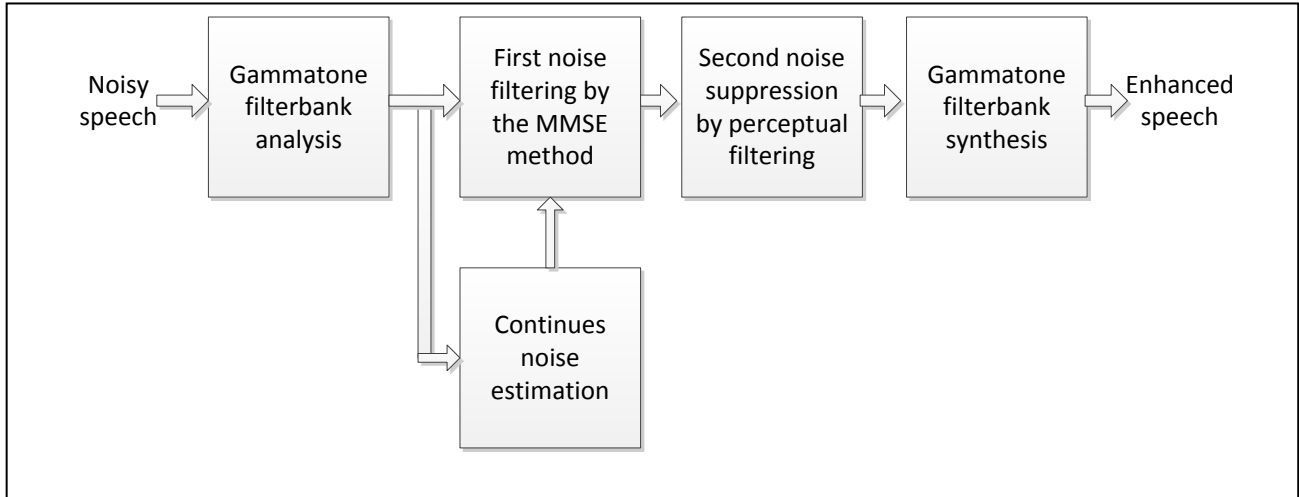 Noisy
speech
Gammatone
filterbank
analysis
First noise
filtering by
the MMSE
method
Second noise
suppression
by perceptual
filtering
Gammatone
filterbank
synthesis
Enhanced
speech
Continues
noise
estimation